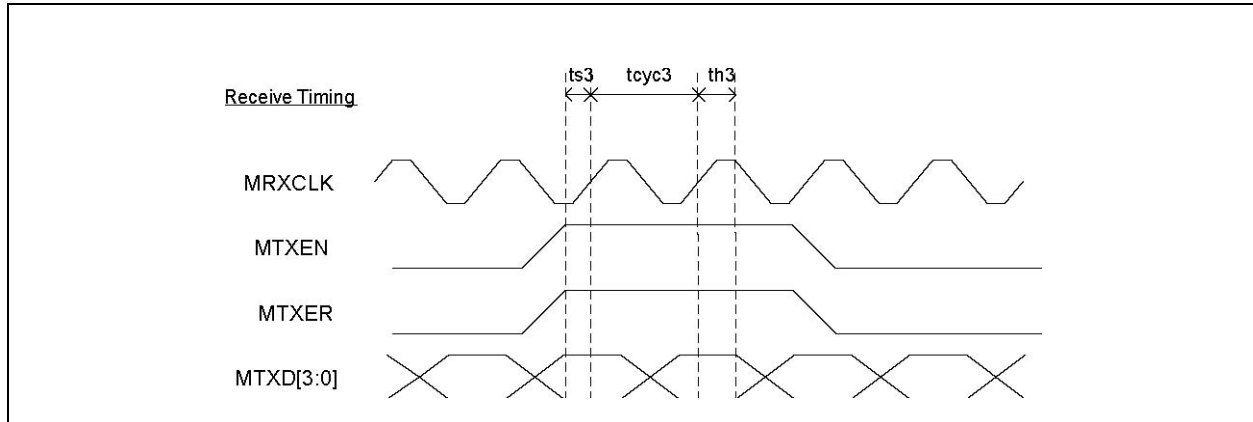 ts3 tcyc3 th3
Receive Timing
MRXCLK
MTXEN
MTXER
MTXD[3:0]